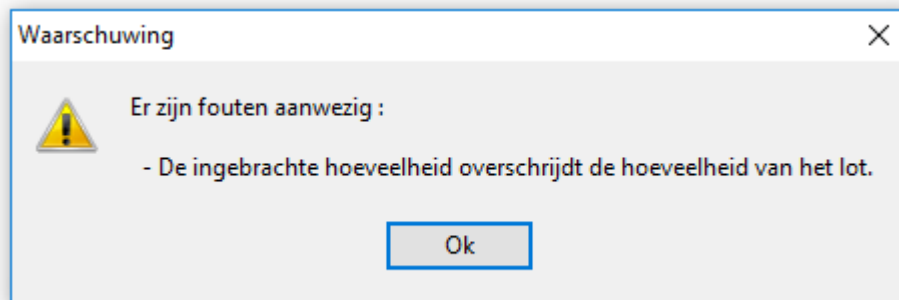 Waarschuwing
Er zijn fouten aanwezig :
- De ingebrachte hoeveelheid overschrijdt de hoeveelheid van het lot.
Ok